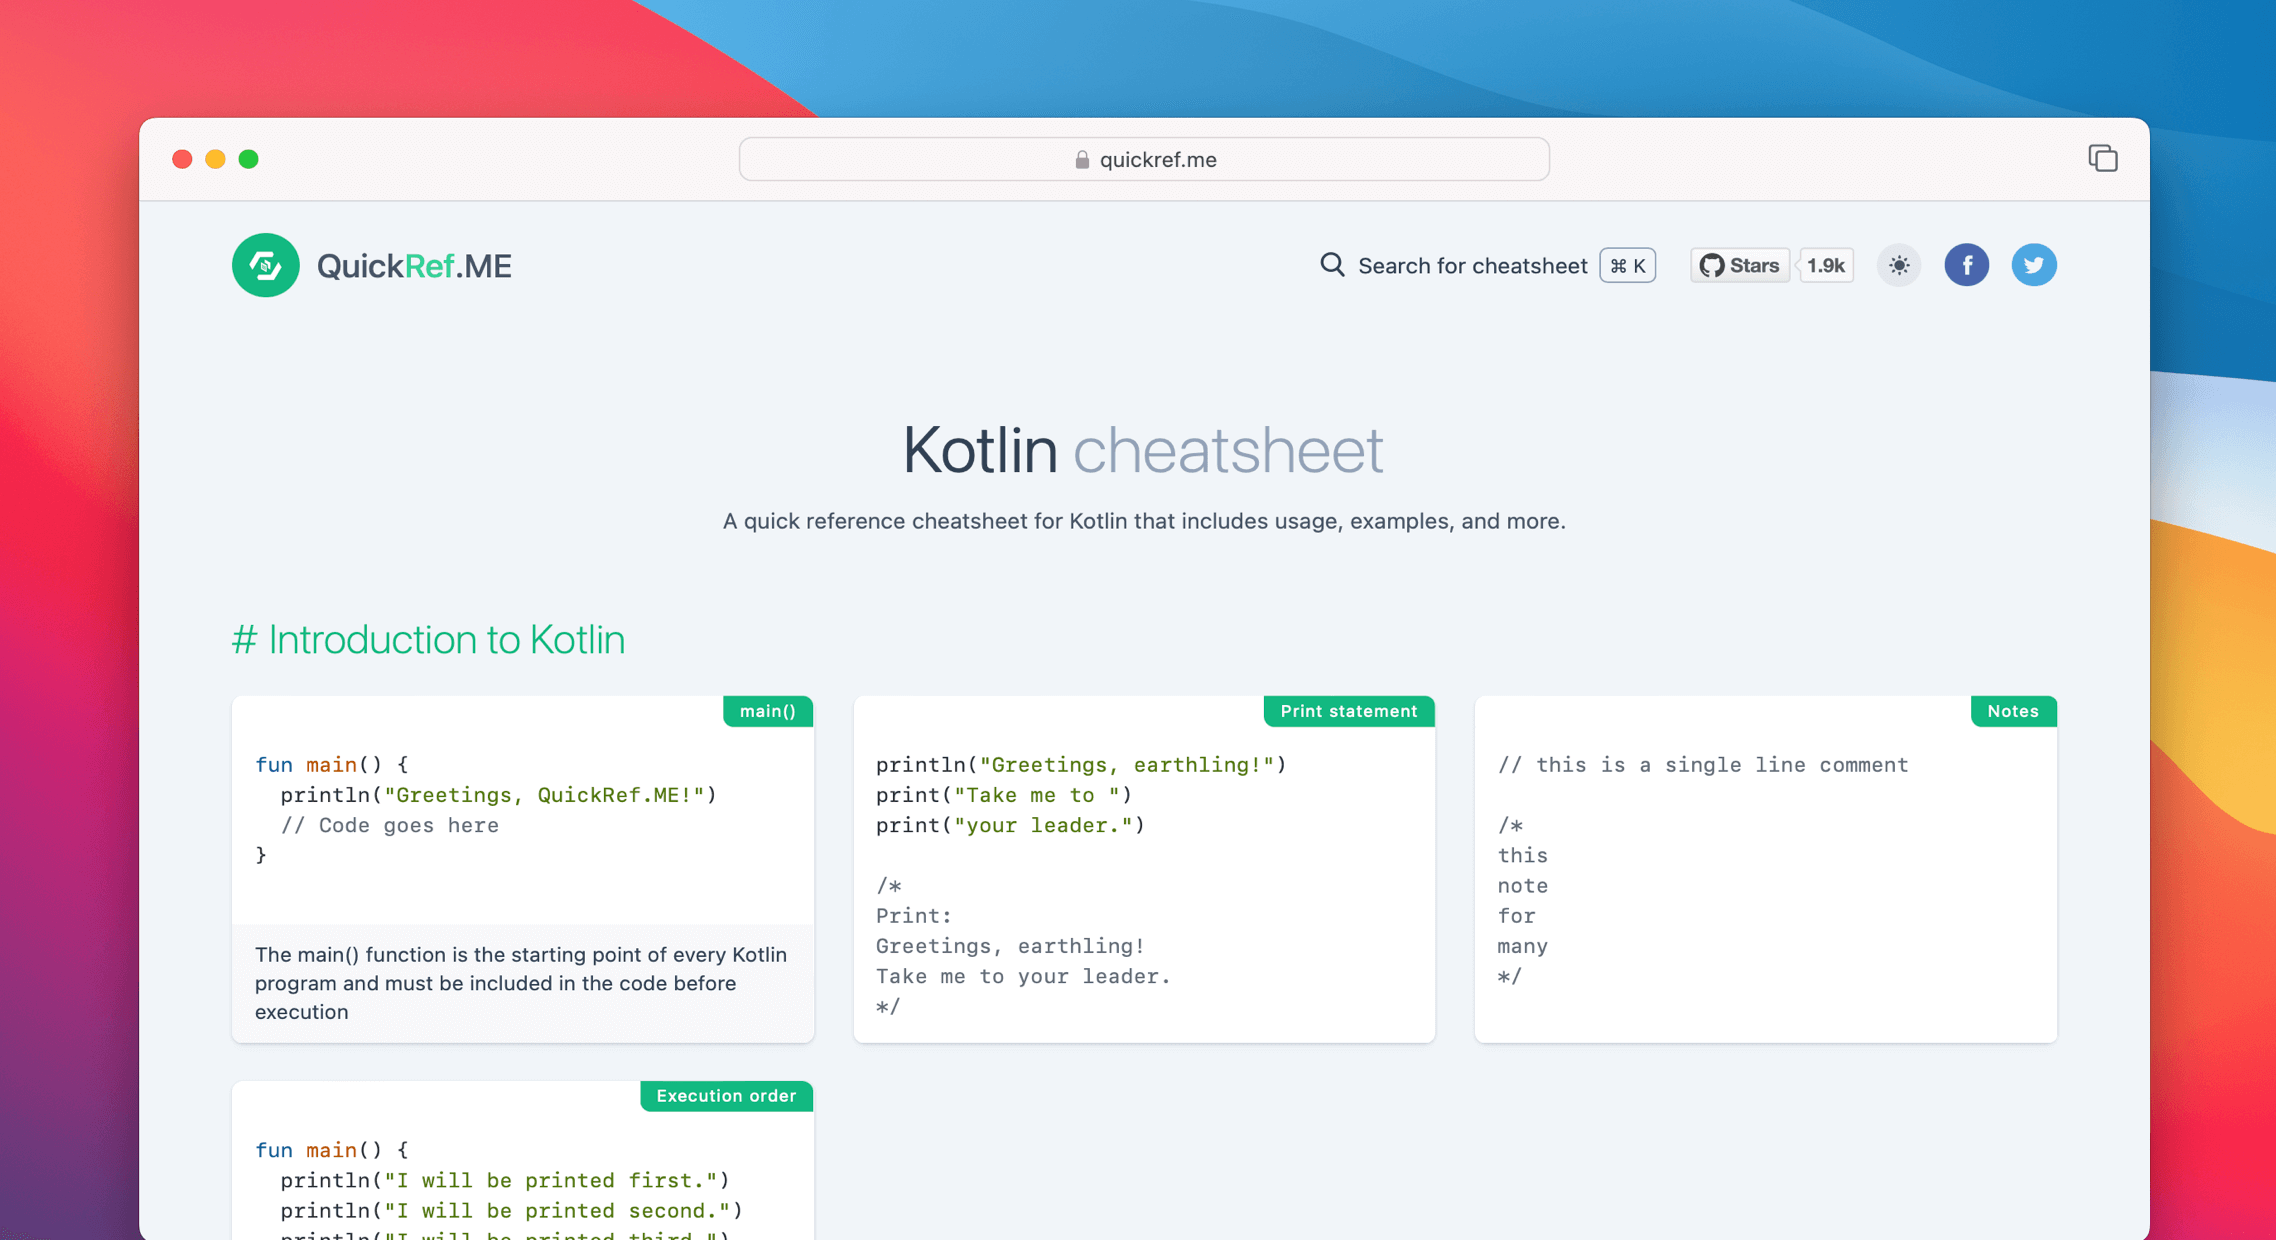 quickref.me
QuickRef.ME
Search for cheatsheet ⌘ K
Stars 1.9k
f
Kotlin cheatsheet
A quick reference cheatsheet for Kotlin that includes usage, examples, and more.
# Introduction to Kotlin
main()
fun main() {
  println("Greetings, QuickRef.ME!")
  // Code goes here
}
The main() function is the starting point of every Kotlin
program and must be included in the code before
execution
Print statement
println("Greetings, earthling!")
print("Take me to ")
print("your leader.")
/*
Print:
Greetings, earthling!
Take me to your leader.
*/
Notes
// this is a single line comment
/*
this
note
for
many
*/
Execution order
fun main() {
  println("I will be printed first.")
  println("I will be printed second.")
  println("I will be printed third.")